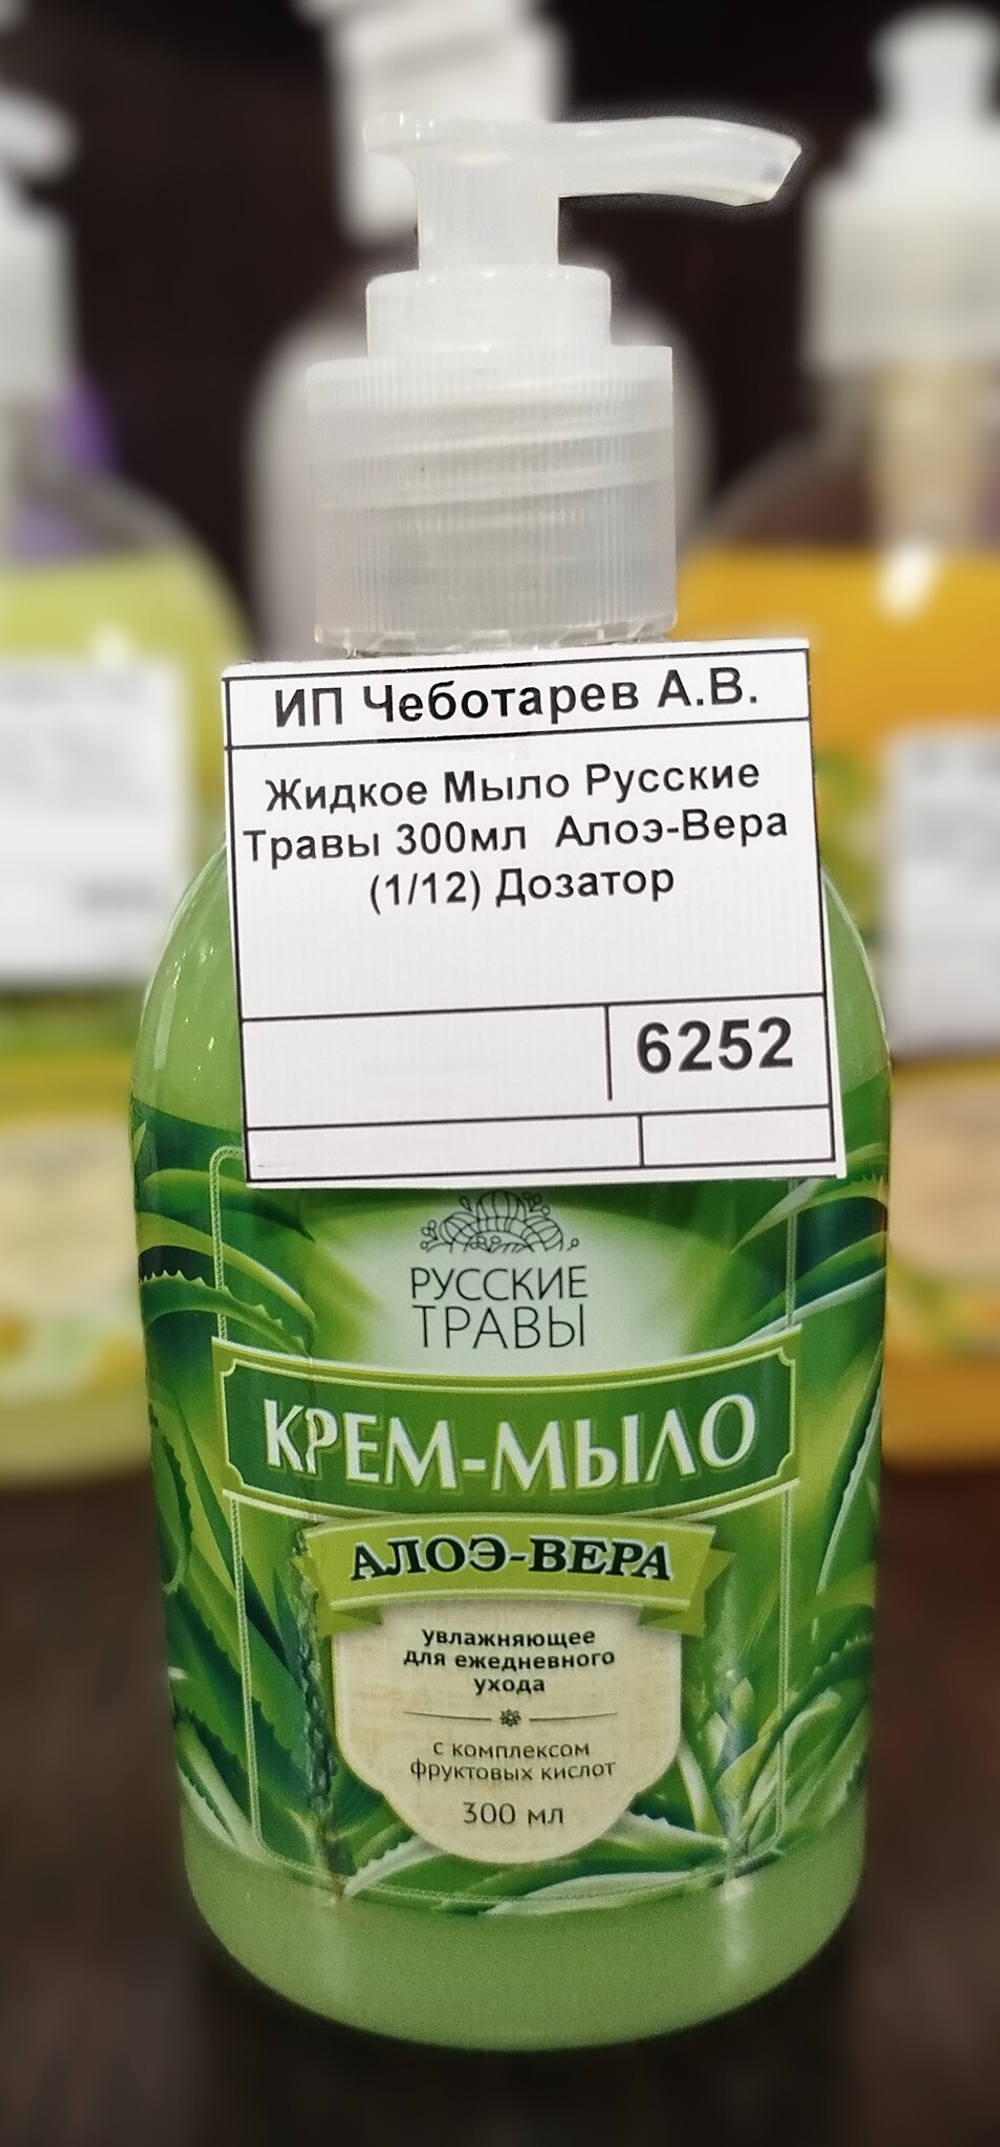 ИП Чеботарев А.В.
Жидкое Мыло Русские
Травы 300мл Алоэ-Вера
(1/12) Дозатор
6252
РУССКИЕ
ТРАВЫ
КРЕМ-МЫЛО
АЛОЭ-ВЕРА
увлажняющее
для ежедневного
ухода
с комплексом
фруктовых кислот
300 мл